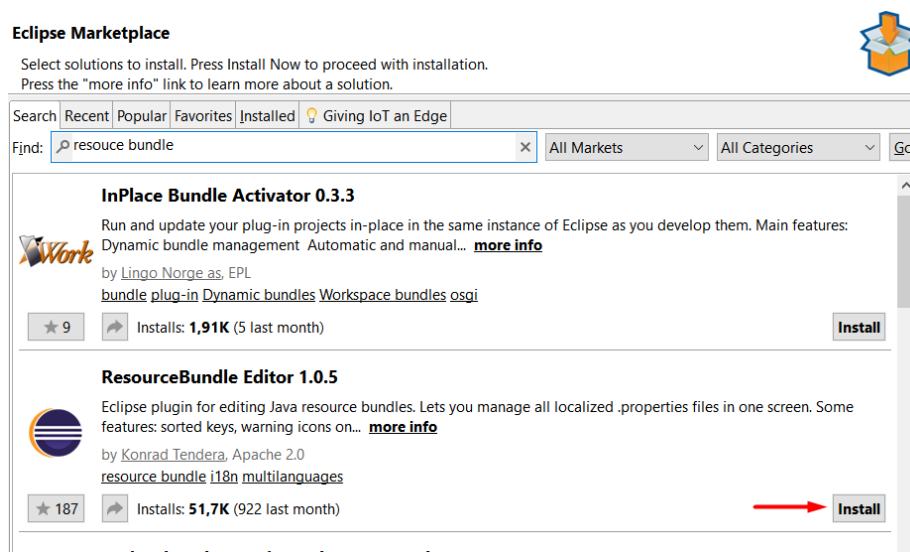 Eclipse Marketplace
Select solutions to install. Press Install Now to proceed with installation.
Press the "more info" link to learn more about a solution.
Search Recent Popular Favorites Installed Giving IoT an Edge
Find: resouce bundle All Markets All Categories
InPlace Bundle Activator 0.3.3
Run and update your plug-in projects in-place in the same instance of Eclipse as you develop them. Main features:
Dynamic bundle management  Automatic and manual... more info
Work
by Lingo Norge as, EPL
bundle plug-in Dynamic bundles Workspace bundles osgi
9 Installs: 1,91K (5 last month) Install
ResourceBundle Editor 1.0.5
Eclipse plugin for editing Java resource bundles. Lets you manage all localized .properties files in one screen. Some
features: sorted keys, warning icons on... more info
by Konrad Tendera, Apache 2.0
resource bundle i18n multilanguages
187 Installs: 51,7K (922 last month) Install